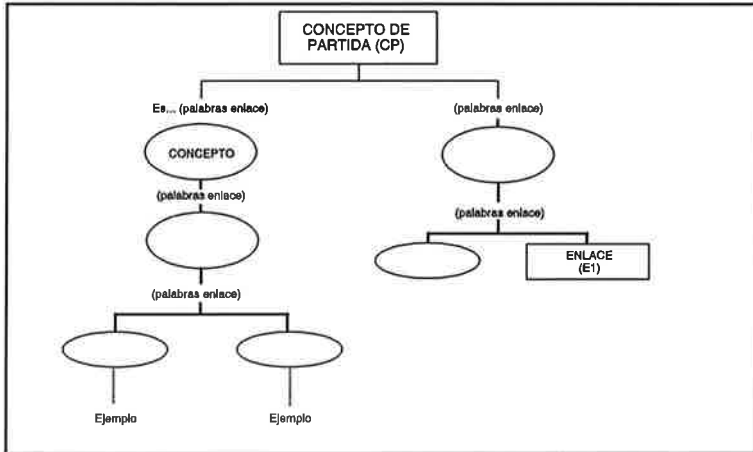 CONCEPTO DE
PARTIDA (CP)
Es... (palabras enlace)
(palabras enlace)
CONCEPTO
(palabras enlace)
(palabras enlace)
ENLACE
(E1)
(palabras enlace)
Ejemplo
Ejemplo